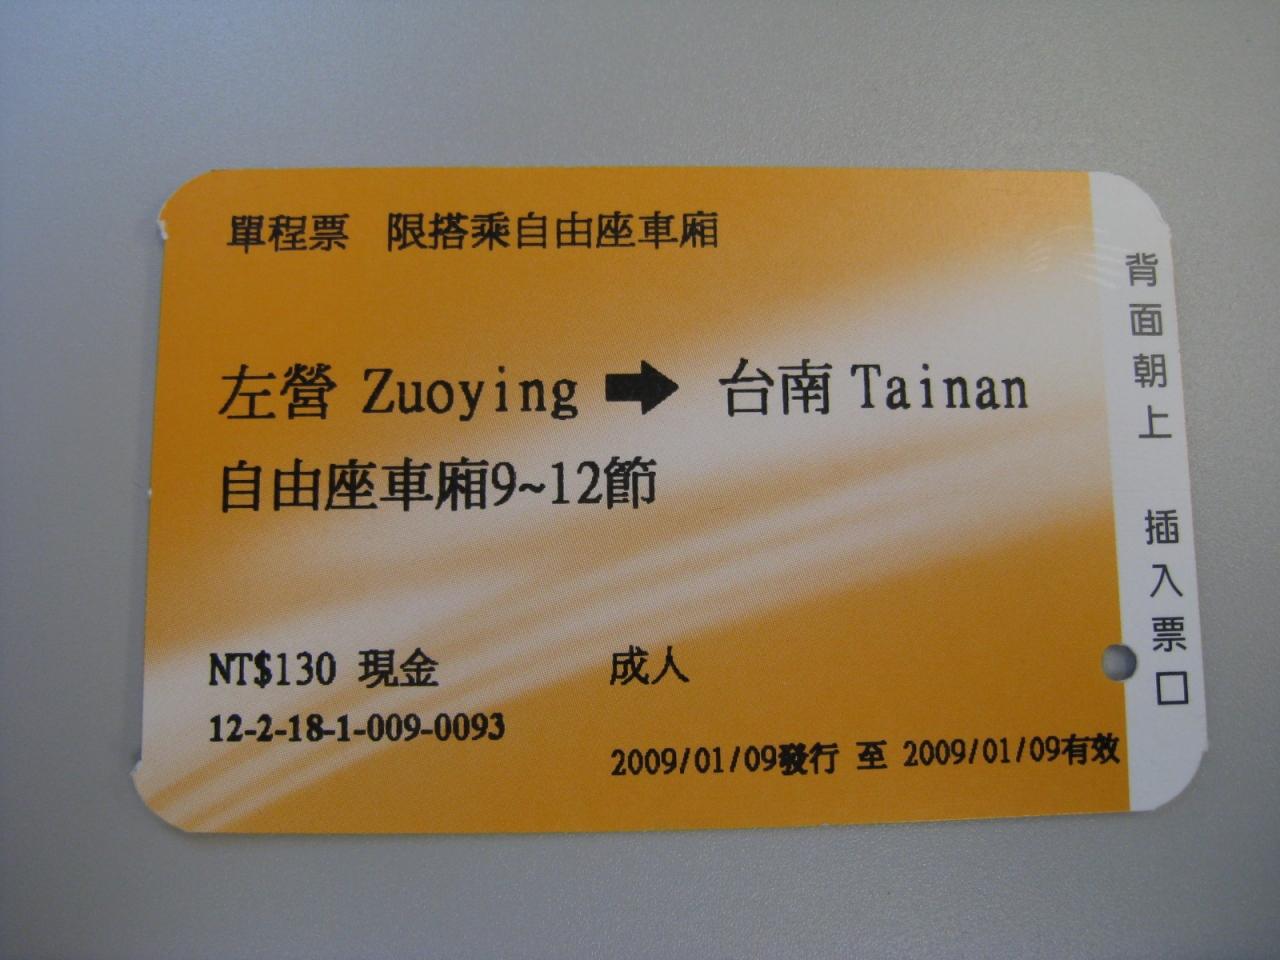 單程票 限搭乘自由座車廂
左營 Zuoying ➡ 台南 Tainan
自由座車廂9~12節
NT$130 現金 成人
12-2-18-1-009-0093
2009/01/09發行 至 2009/01/09有效
背面朝上 插入票口